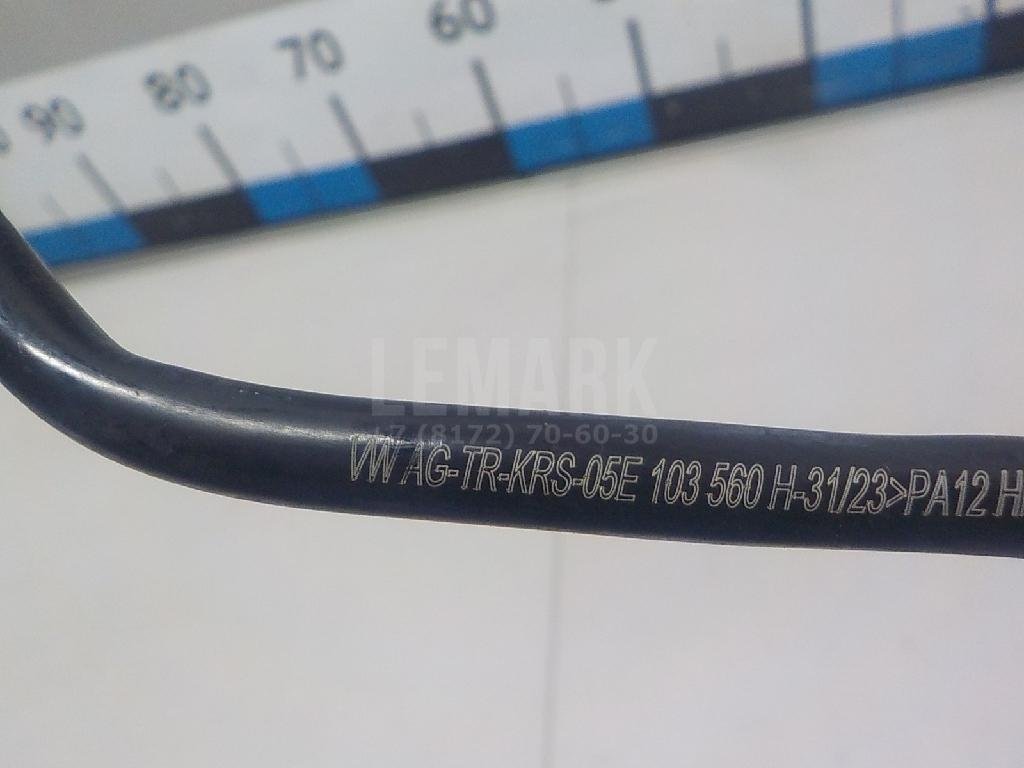 90 80 70 60
LEMARK
+7 (8172) 70-60-30
VW AG-TR-KRS-05E 103 560 H-31/23>PA12